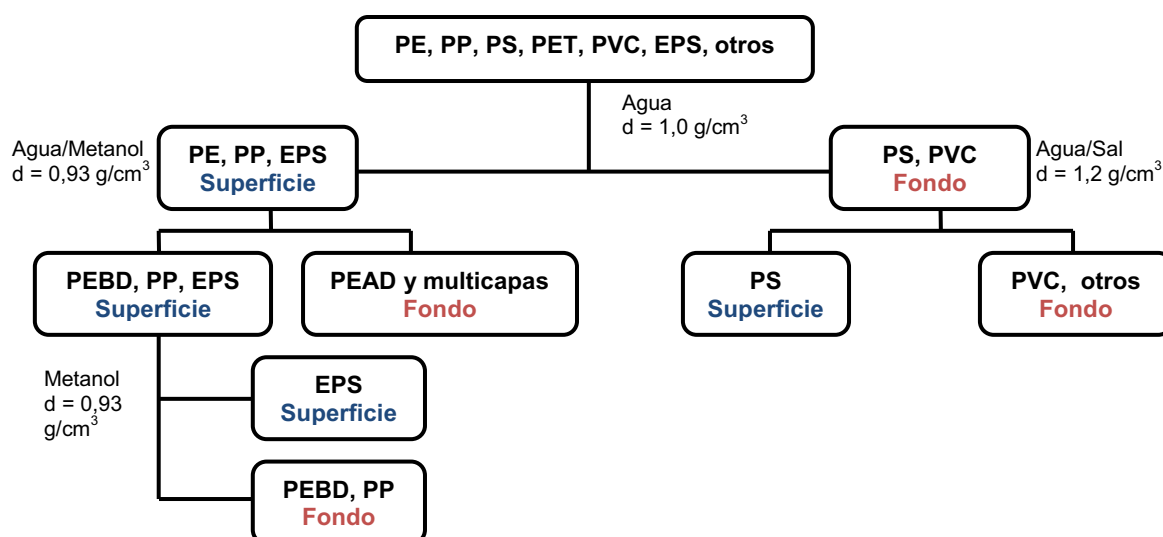 PE, PP, PS, PET, PVC, EPS, otros
Agua
d = 1,0 g/cm³
Agua/Metanol
d = 0,93 g/cm³
PE, PP, EPS
Superficie
PS, PVC
Fondo
Agua/Sal
d = 1,2 g/cm³
PEBD, PP, EPS
Superficie
PEAD y multicapas
Fondo
PS
Superficie
PVC, otros
Fondo
Metanol
d = 0,93
g/cm³
EPS
Superficie
PEBD, PP
Fondo